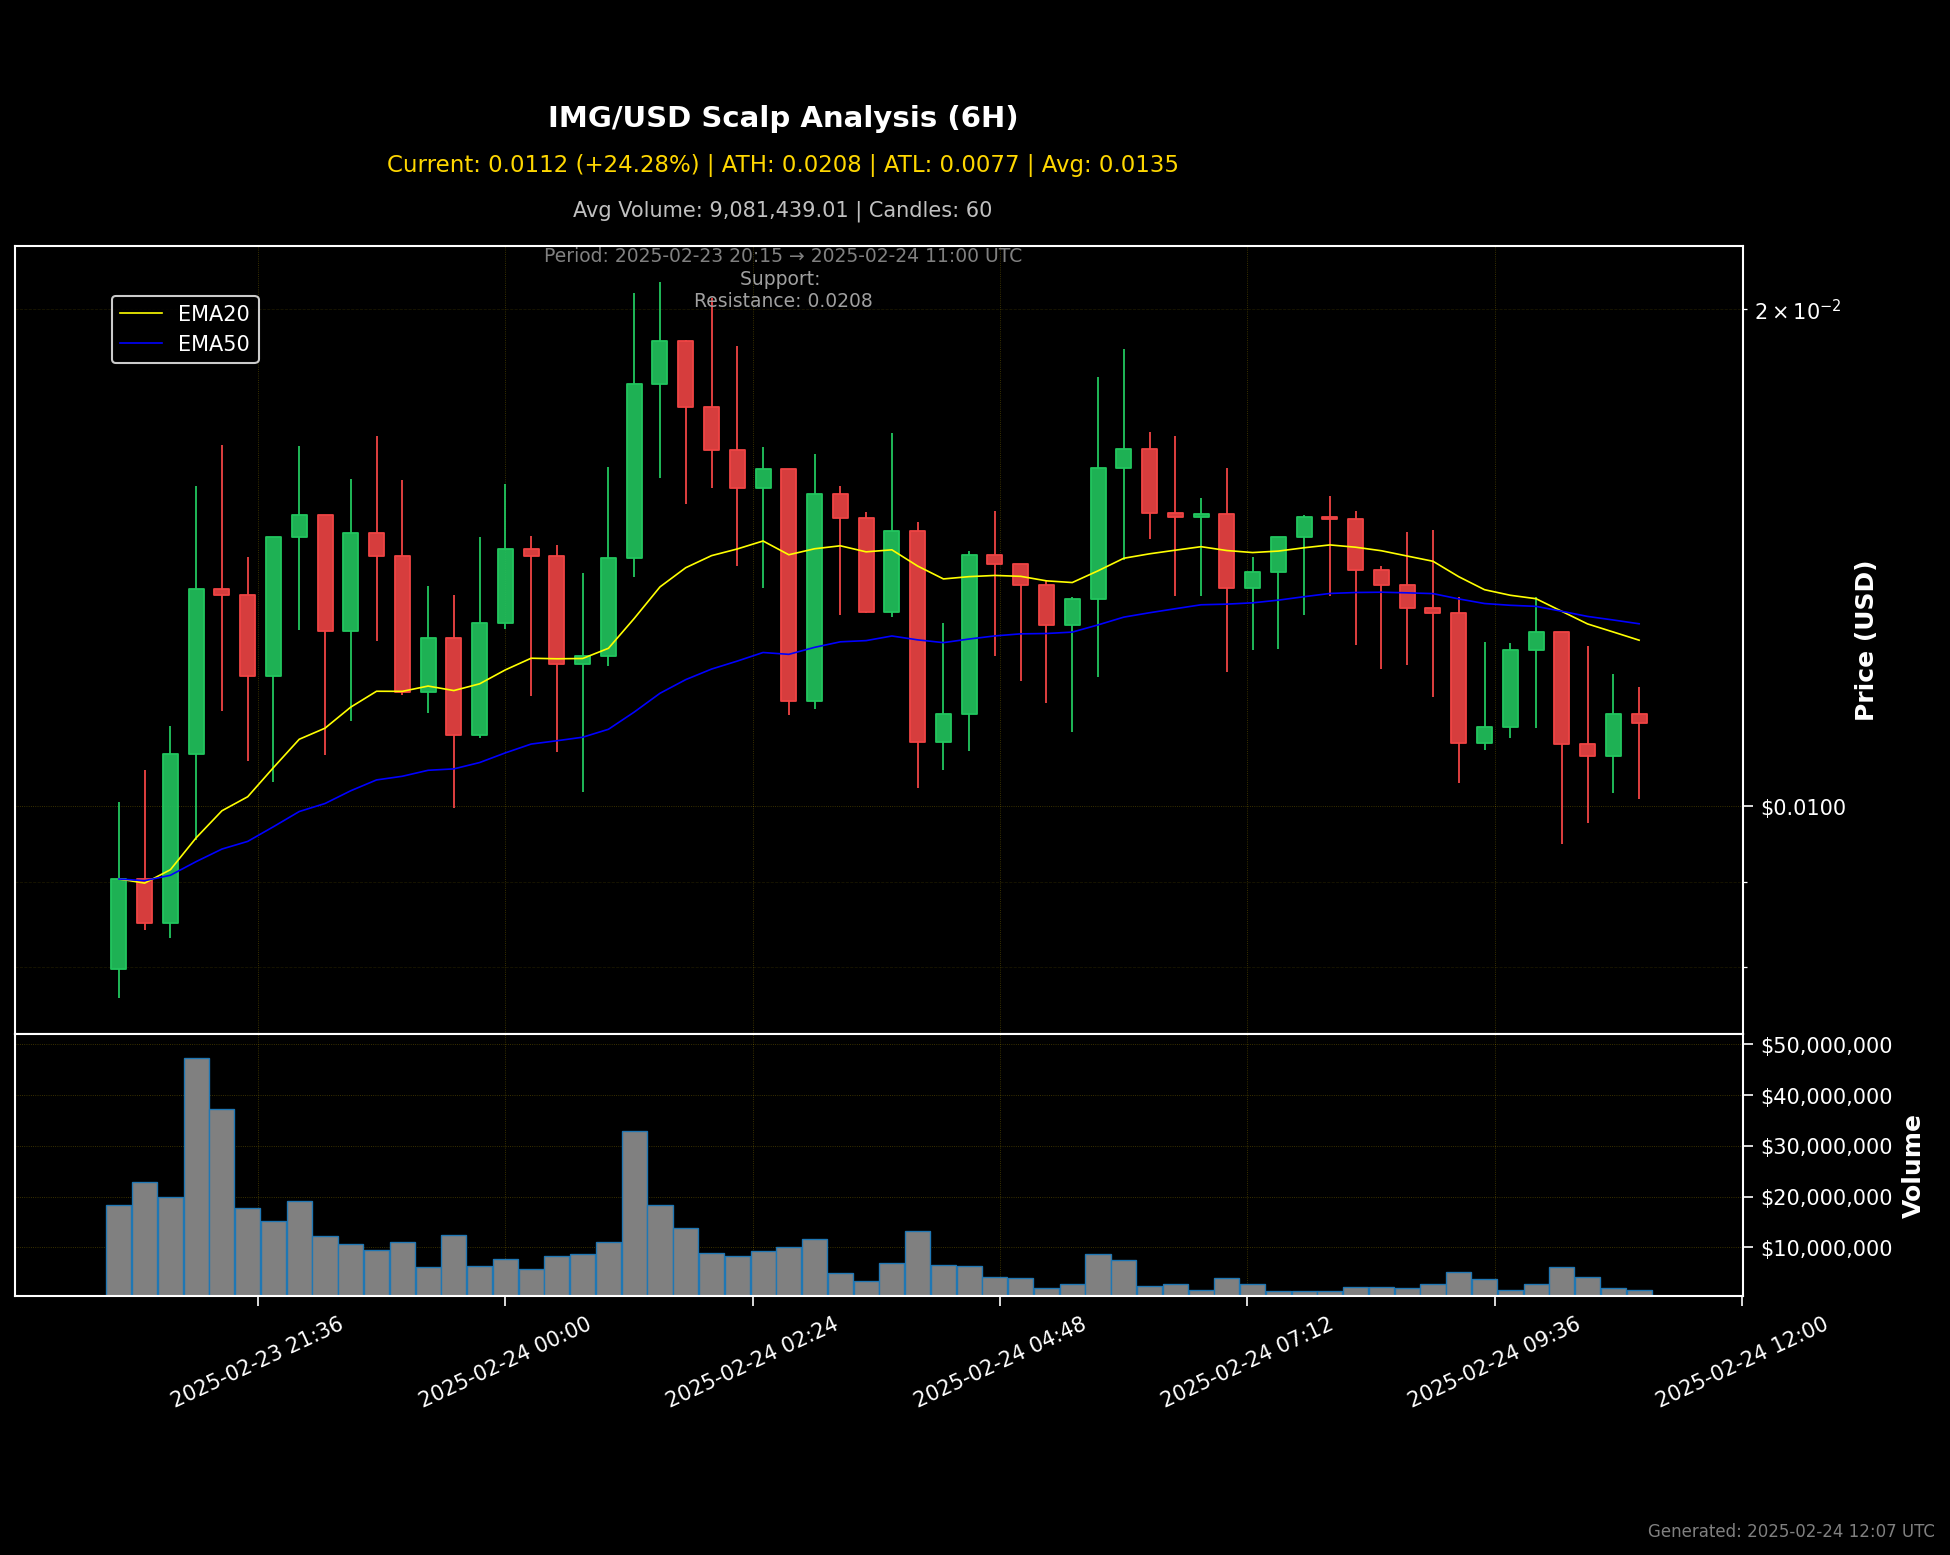 IMG/USD Scalp Analysis (6H)
Current: 0.0112 (+24.28%) | ATH: 0.0208 | ATL: 0.0077 | Avg: 0.0135
Avg Volume: 9,081,439.01 | Candles: 60
Period: 2025-02-23 20:15 → 2025-02-24 11:00 UTC
Support:
Resistance: 0.0208
EMA20
EMA50
2 × 10⁻²
$0.0100
Price (USD)
$50,000,000
$40,000,000
$30,000,000
$20,000,000
$10,000,000
Volume
2025-02-23 21:36
2025-02-24 00:00
2025-02-24 02:24
2025-02-24 04:48
2025-02-24 07:12
2025-02-24 09:36
2025-02-24 12:00
Generated: 2025-02-24 12:07 UTC